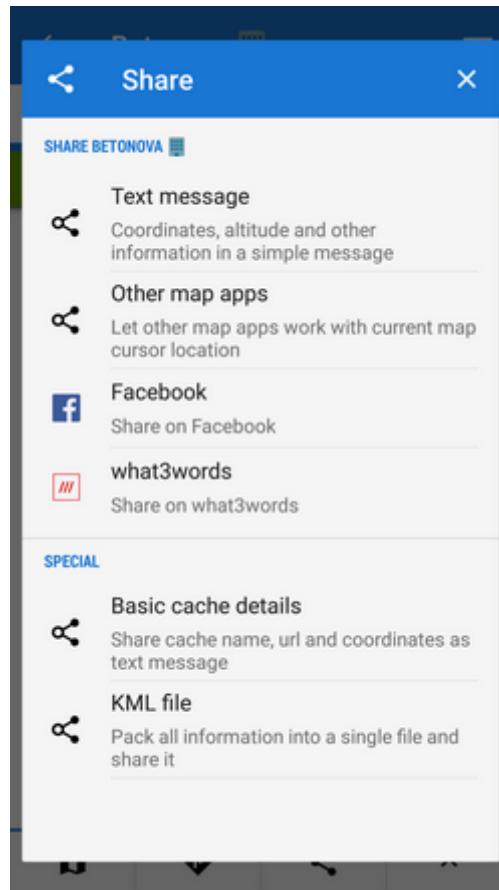 Share
SHARE BETONOVA
Text message
Coordinates, altitude and other
information in a simple message
Other map apps
Let other map apps work with current map
cursor location
Facebook
Share on Facebook
what3words
Share on what3words
SPECIAL
Basic cache details
Share cache name, url and coordinates as
text message
KML file
Pack all information into a single file and
share it